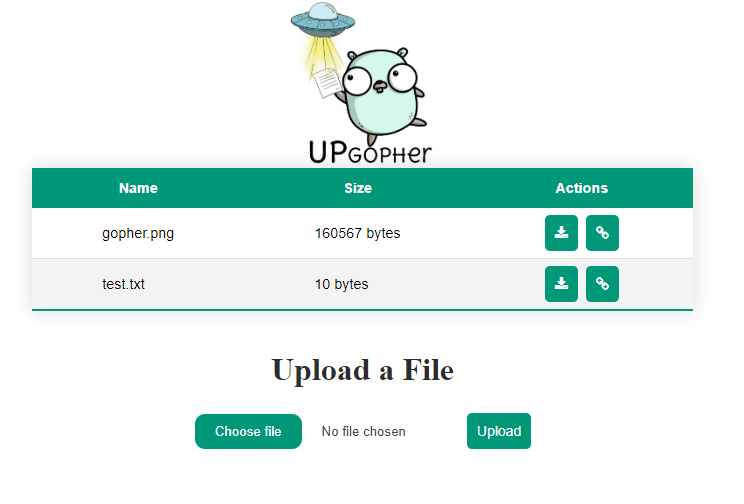 UPGOPHER
Name Size Actions
gopher.png 160567 bytes
test.txt 10 bytes
Upload a File
Choose file No file chosen Upload